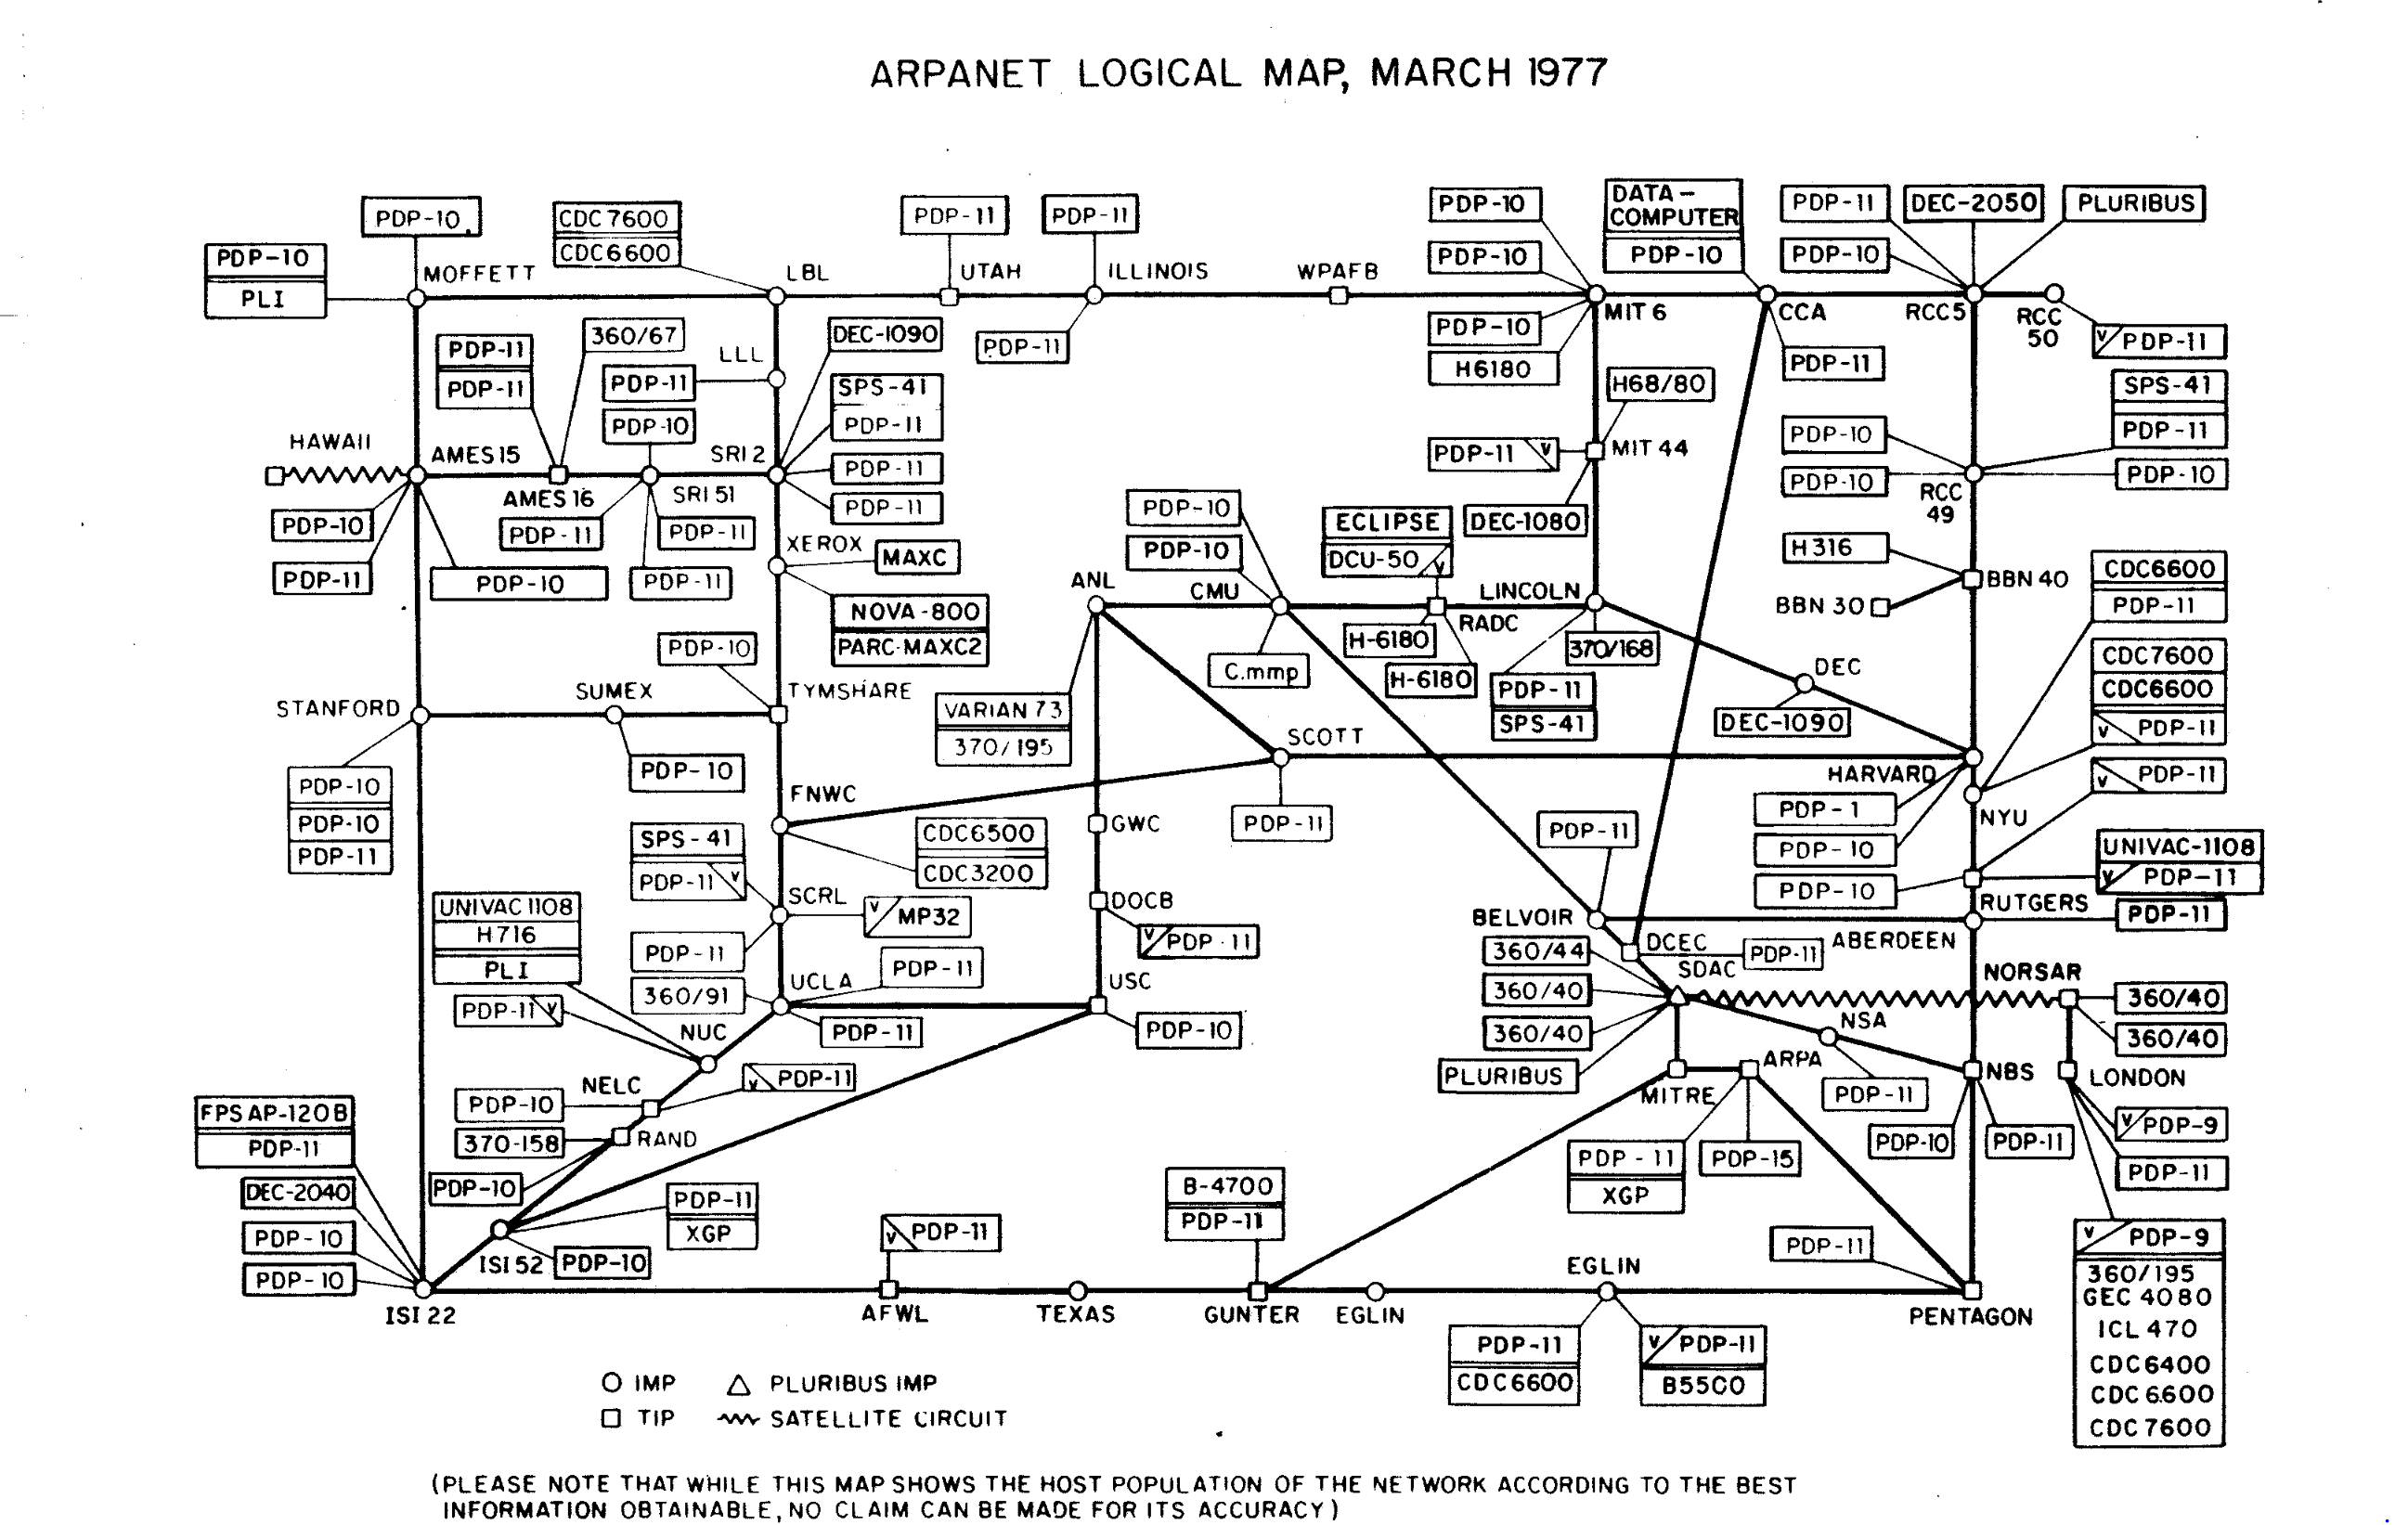 ARPANET LOGICAL MAP, MARCH 1977
PDP-10
CDC 7600
CDC6600
PDP-11
PDP-11
PDP-10
PDP-10
DATA-
COMPUTER
PDP-10
PDP-11
PDP-10
DEC-2050
PLURIBUS
PDP-10
PLI
MOFFETT
LBL
UTAH
ILLINOIS
WPAFB
MIT 6
CCA
RCC5
RCC
50
PDP-10
H6180
PDP-11
V PDP-11
PDP-11
PDP-11
PDP-11
360/67
LLL
PDP-11
DEC-1090
SPS-41
PDP-11
PDP-11
PDP-11
H68/80
PDP-11 V
MIT 44
DEC-1080
PDP-10
PDP-10
SPS-41
PDP-11
PDP-10
RCC
49
HAWAII
AMES 15
AMES 16
PDP-10
SRI 51
SRI 2
PDP-10
PDP-11
PDP-10
PDP-11
PDP-11
PDP-11
XEROX
MAXC
NOVA-800
PARC-MAXC2
ANL
PDP-10
PDP-10
CMU
C.mmp
ECLIPSE
DCU-50 V
RADC
H-6180
H-6180
LINCOLN
370/168
PDP-11
SPS-41
H316
BBN 40
BBN 30
CDC6600
PDP-11
CDC7600
CDC6600
V PDP-11
V PDP-11
DEC
DEC-1090
STANFORD
SUMEX
PDP-10
TYMSHARE
PDP-10
PDP-10
PDP-10
PDP-11
VARIAN 73
370/195
SCOTT
PDP-11
HARVARD
PDP-1
PDP-10
PDP-10
NYU
FNWC
CDC6500
CDC3200
GWC
SPS-41
PDP-11 V
SCRL
V MP32
PDP-11
DOCB
V PDP-11
PDP-11
BELVOIR
UNIVAC-1108
V PDP-11
RUTGERS
PDP-11
ABERDEEN
UNIVAC 1108
H716
PLI
PDP-11 V
NUC
360/91
UCLA
PDP-11
PDP-11
USC
PDP-10
360/44
360/40
360/40
PLURIBUS
DCEC
PDP-11
SDAC
NORSAR
360/40
360/40
NSA
PDP-11
NELC
V PDP-11
PDP-10
370-158
RAND
PDP-10
MITRE
ARPA
PDP-11
XGP
PDP-15
NBS
PDP-10
PDP-11
LONDON
V PDP-9
PDP-11
FPS AP-120B
PDP-11
DEC-2040
PDP-10
PDP-10
ISI 22
ISI 52
PDP-11
XGP
PDP-10
V PDP-11
AFWL
TEXAS
B-4700
PDP-11
GUNTER
EGLIN
EGLIN
PDP-11
CDC6600
V PDP-11
B5500
PDP-11
PENTAGON
V PDP-9
360/195
GEC 4080
ICL 470
CDC6400
CDC 6600
CDC 7600
IMP
PLURIBUS IMP
TIP
SATELLITE CIRCUIT
(PLEASE NOTE THAT WHILE THIS MAP SHOWS THE HOST POPULATION OF THE NETWORK ACCORDING TO THE BEST
INFORMATION OBTAINABLE, NO CLAIM CAN BE MADE FOR ITS ACCURACY)